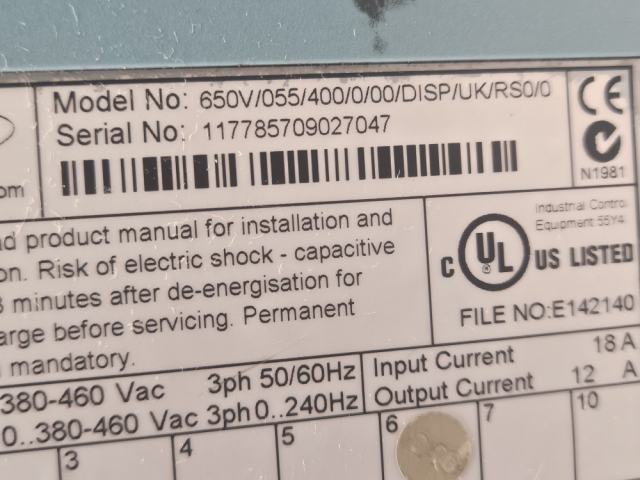 Model No: 650V/055/400/0/00/DISP/UK/RS0/0
Serial No: 117785709027047
CE
N1981
om
d product manual for installation and
on. Risk of electric shock - capacitive
3 minutes after de-energisation for
arge before servicing. Permanent
mandatory.
Industrial Control
Equipment 55Y4
C UL ® US LISTED
FILE NO:E142140
380-460 Vac 3ph 50/60Hz
0..380-460 Vac 3ph 0..240Hz
Input Current 18 A
Output Current 12 A
3 4 5 6 7 10